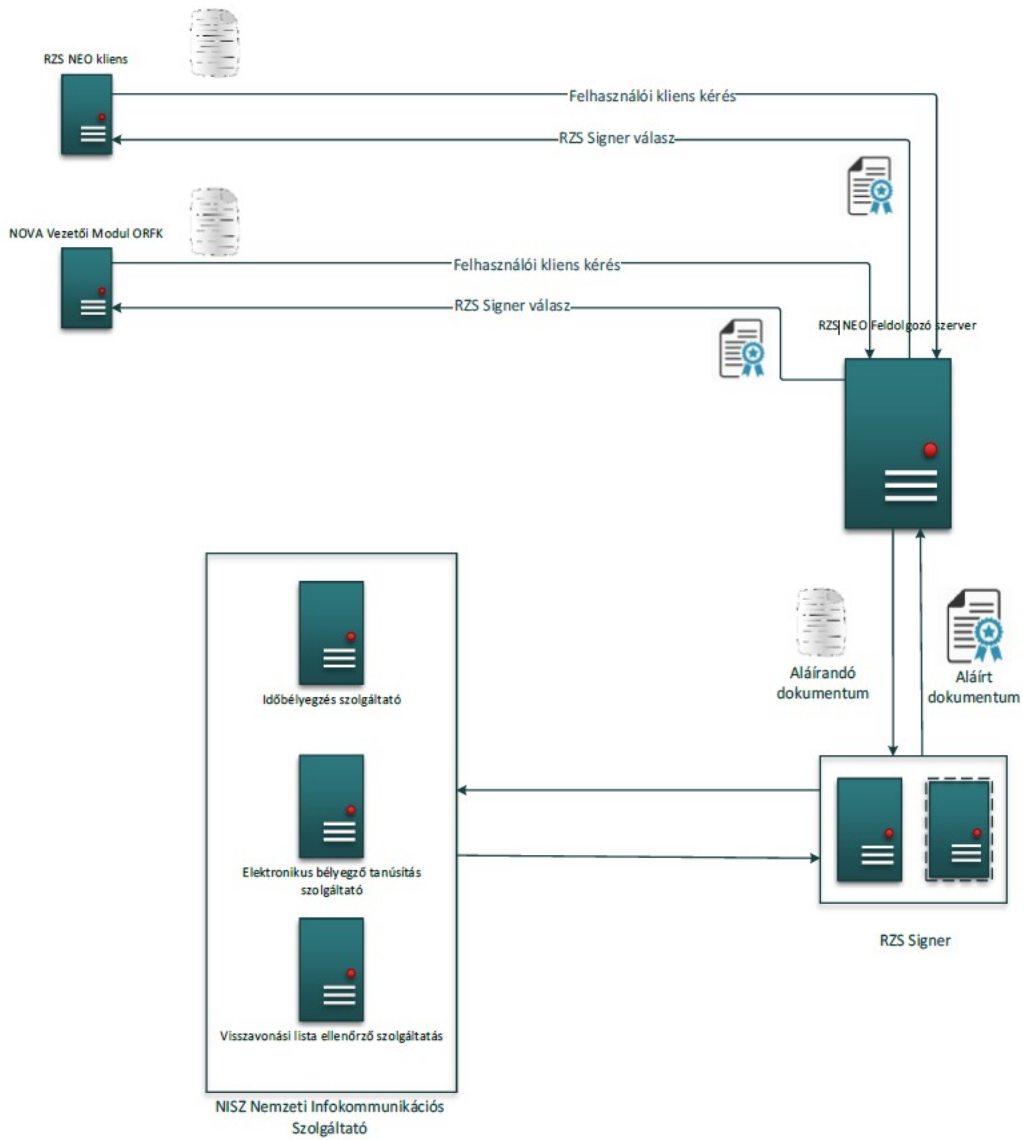 RZS NEO kliens
Felhasználói kliens kérés
RZS Signer válasz
NOVA Vezetői Modul ORFK
Felhasználói kliens kérés
RZS Signer válasz
RZS NEO Feldolgozó szerver
Időbélyegzés szolgáltató
Elektronikus bélyegző tanúsítás
szolgáltató
Visszavonási lista ellenőrző szolgáltatás
NISZ Nemzeti Infokommunikációs
Szolgáltató
Aláírandó
dokumentum
Aláírt
dokumentum
RZS Signer